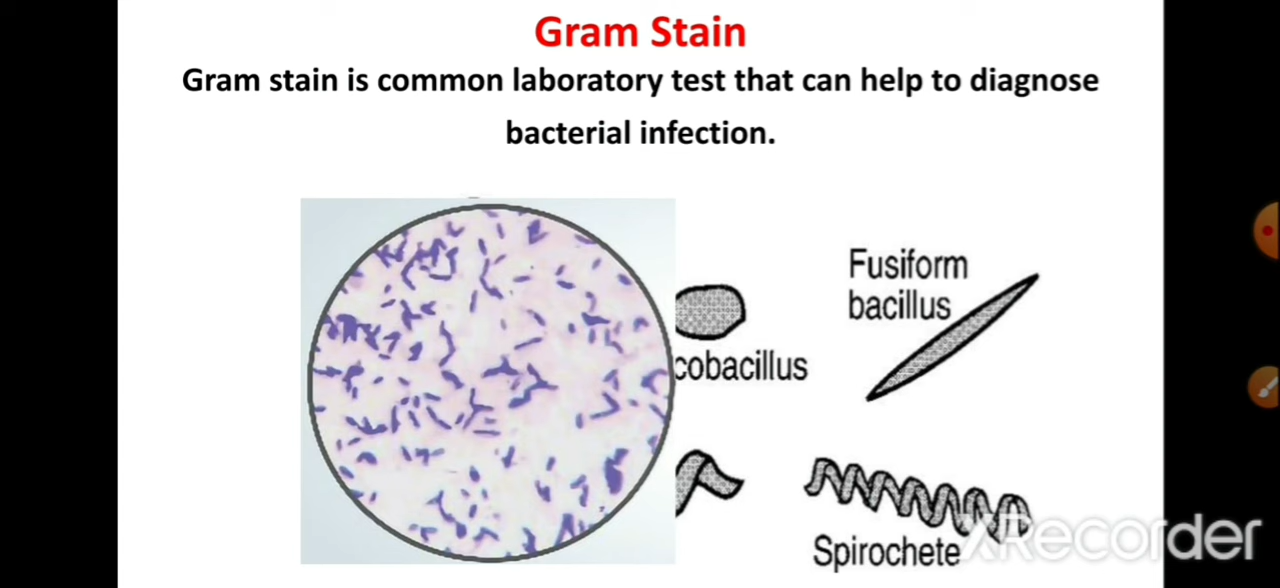 Gram Stain
Gram stain is common laboratory test that can help to diagnose
bacterial infection.
Fusiform
bacillus
cobacillus
Spirochete
XRecorder